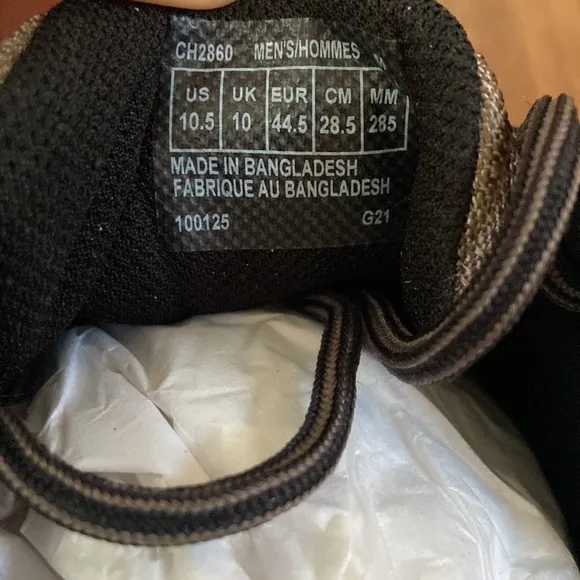 CH2860 MEN'S/HOMMES M
US UK EUR CM MM
10.5 10 44.5 28.5 285
MADE IN BANGLADESH
FABRIQUE AU BANGLADESH
100125 G21